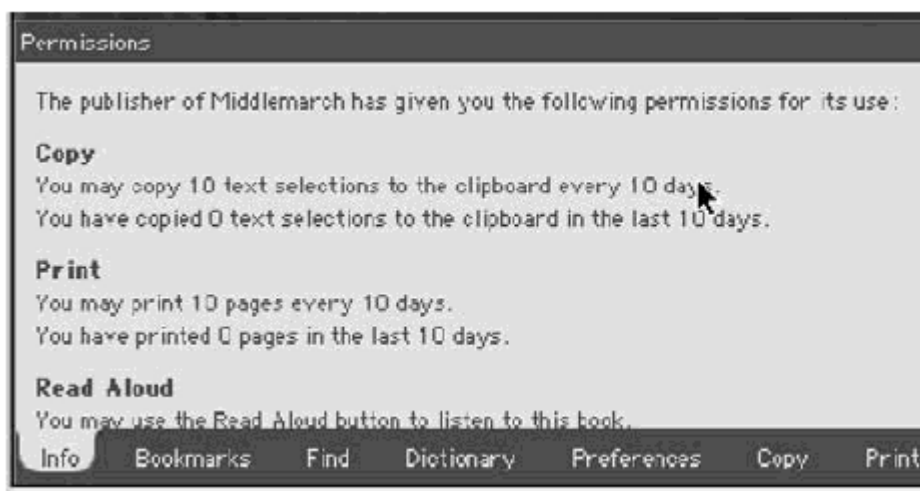 Permissions
The publisher of Middlemarch has given you the following permissions for its use:
Copy
You may copy 10 text selections to the clipboard every 10 days.
You have copied 0 text selections to the clipboard in the last 10 days.
Print
You may print 10 pages every 10 days.
You have printed 0 pages in the last 10 days.
Read Aloud
You may use the Read Aloud button to listen to this book.
Info Bookmarks Find Dictionary Preferences Copy Print